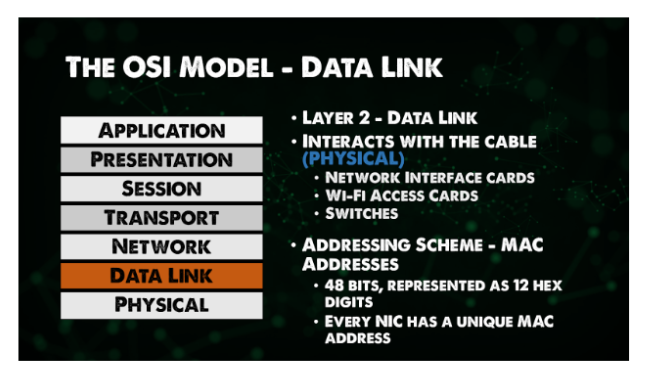 The OSI Model - Data Link
Application
Presentation
Session
Transport
Network
Data Link
Physical
• Layer 2 - Data Link
• Interacts with the cable
(Physical)
• Network Interface cards
• Wi-Fi Access Cards
• Switches
• Addressing Scheme - MAC
Addresses
• 48 bits, represented as 12 hex
digits
• Every NIC has a unique MAC
address